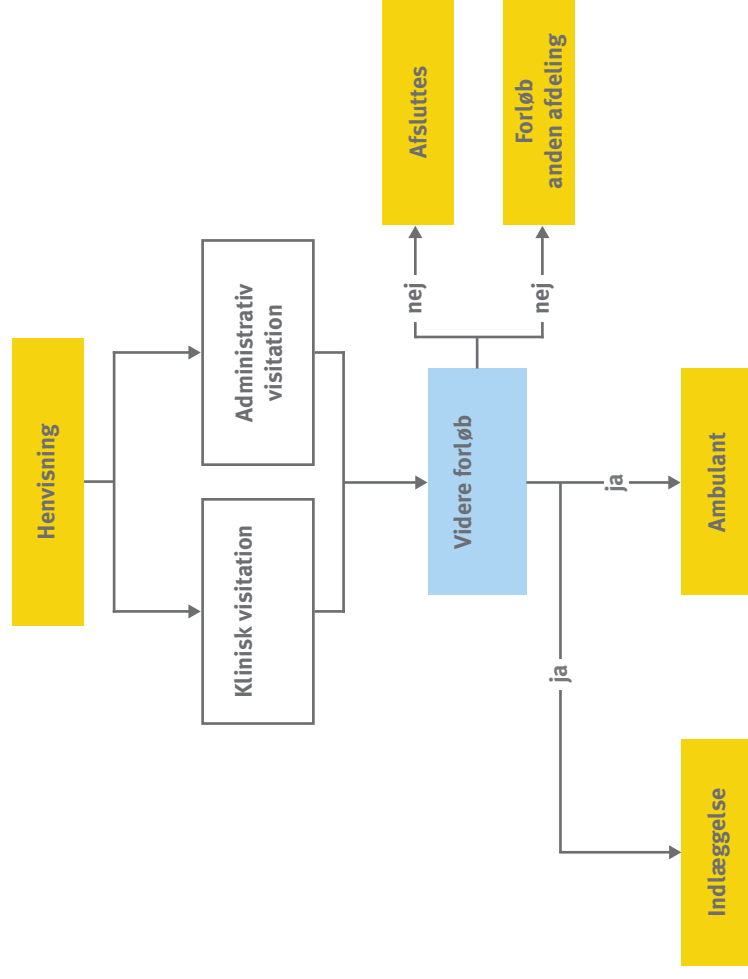 Henvisning
Klinisk visitation
Administrativ
visitation
Videre forløb
nej
nej
Afsluttes
Forløb
anden afdeling
ja
ja
Indlæggelse
Ambulant